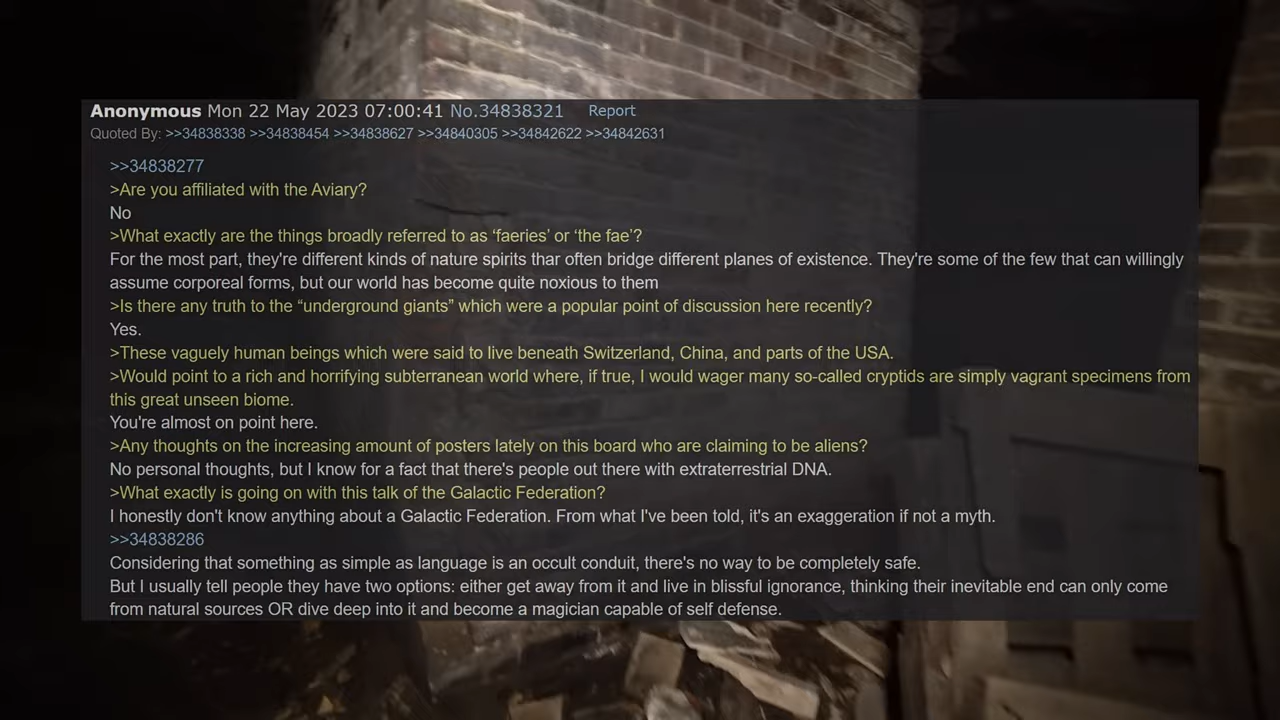 Anonymous Mon 22 May 2023 07:00:41 No.34838321 Report
Quoted By: >>34838338 >>34838454 >>34838627 >>34840305 >>34842622 >>34842631
>>34838277
>Are you affiliated with the Aviary?
No
>What exactly are the things broadly referred to as ‘faeries’ or ‘the fae’?
For the most part, they're different kinds of nature spirits thar often bridge different planes of existence. They're some of the few that can willingly
assume corporeal forms, but our world has become quite noxious to them
>Is there any truth to the “underground giants” which were a popular point of discussion here recently?
Yes.
>These vaguely human beings which were said to live beneath Switzerland, China, and parts of the USA.
>Would point to a rich and horrifying subterranean world where, if true, I would wager many so-called cryptids are simply vagrant specimens from
this great unseen biome.
You're almost on point here.
>Any thoughts on the increasing amount of posters lately on this board who are claiming to be aliens?
No personal thoughts, but I know for a fact that there's people out there with extraterrestrial DNA.
>What exactly is going on with this talk of the Galactic Federation?
I honestly don't know anything about a Galactic Federation. From what I've been told, it's an exaggeration if not a myth.
>>34838286
Considering that something as simple as language is an occult conduit, there's no way to be completely safe.
But I usually tell people they have two options: either get away from it and live in blissful ignorance, thinking their inevitable end can only come
from natural sources OR dive deep into it and become a magician capable of self defense.